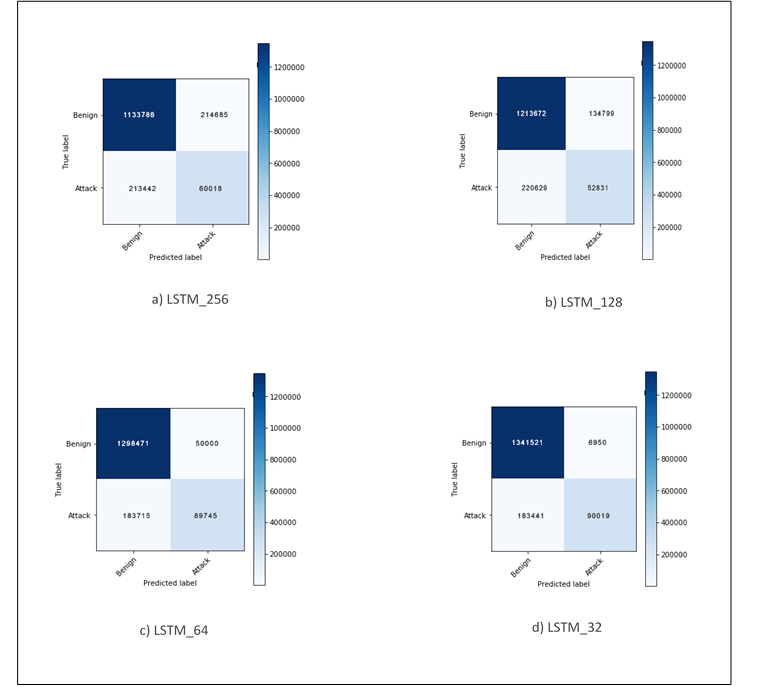 1200000
1000000
800000
600000
400000
200000
Benign
Attack
True label
1133786
214685
213442
60018
Benign
Attack
Predicted label
a) LSTM_256
1200000
1000000
800000
600000
400000
200000
Benign
Attack
True label
1213672
134799
220629
52831
Benign
Attack
Predicted label
b) LSTM_128
1200000
1000000
800000
600000
400000
200000
Benign
Attack
True label
1298471
50000
183715
89745
Benign
Attack
Predicted label
c) LSTM_64
1200000
1000000
800000
600000
400000
200000
Benign
Attack
True label
1341521
6950
183441
90019
Benign
Attack
Predicted label
d) LSTM_32